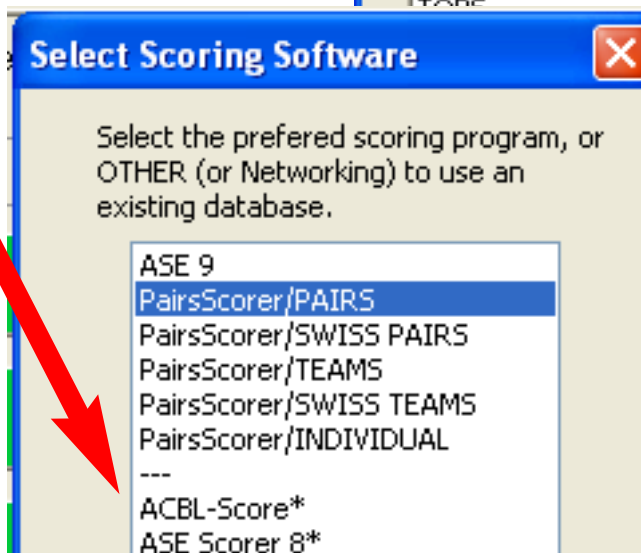 Select Scoring Software
Select the prefered scoring program, or
OTHER (or Networking) to use an
existing database.
ASE 9
PairsScorer/PAIRS
PairsScorer/SWISS PAIRS
PairsScorer/TEAMS
PairsScorer/SWISS TEAMS
PairsScorer/INDIVIDUAL
---
ACBL-Score*
ASE Scorer 8*